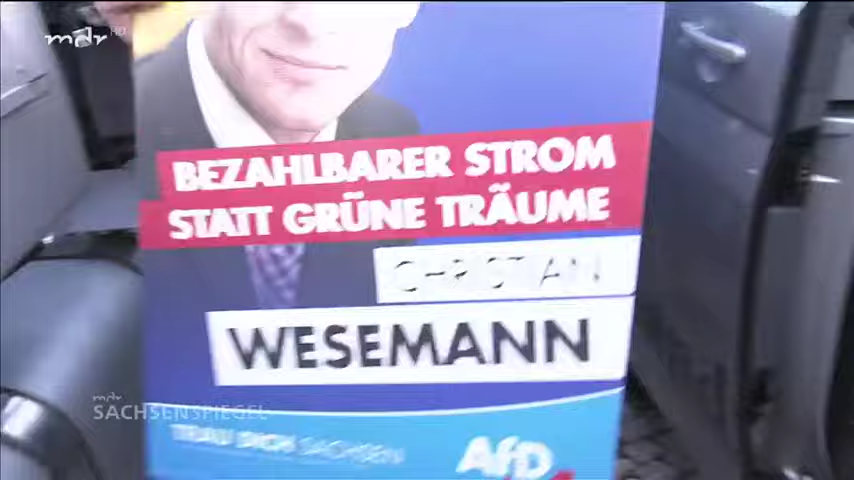 mdr HD
BEZAHLBARER STROM
STATT GRÜNE TRÄUME
CHRISTIAN
WESEMANN
mdr
SACHSENSPIEGEL
TRAU DICH SACHSEN
AfD